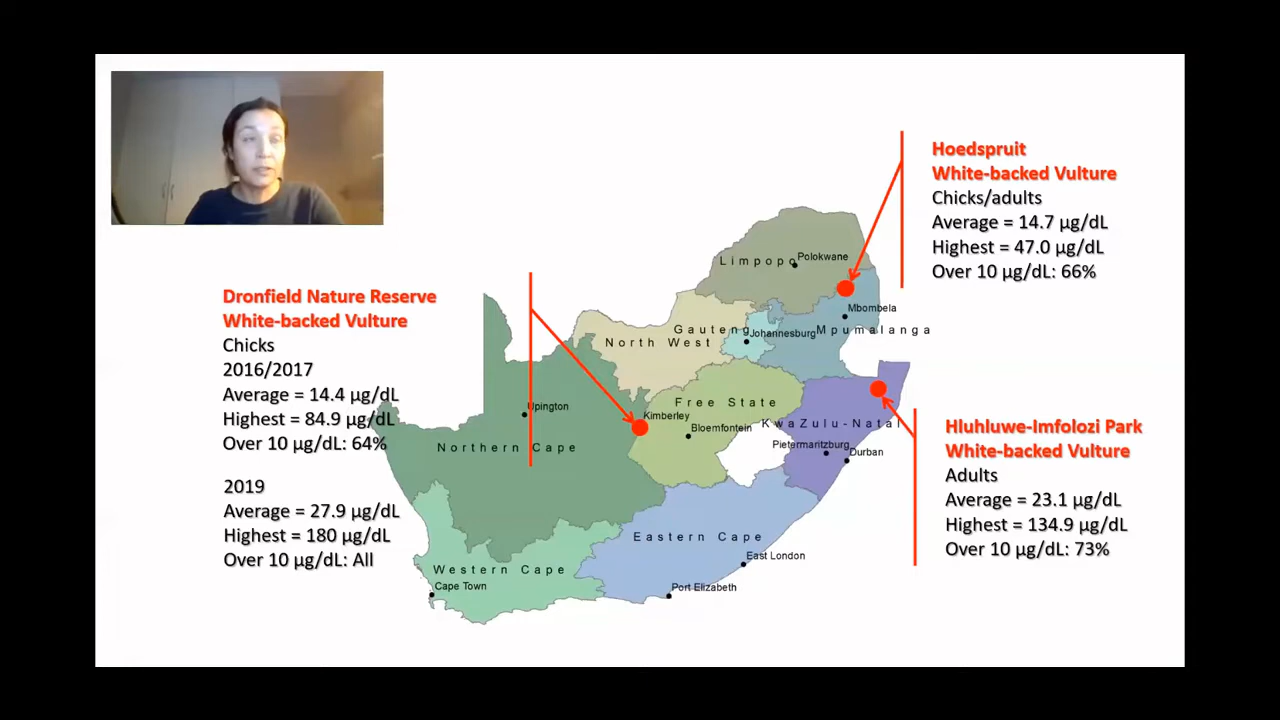 Hoedspruit
White-backed Vulture
Chicks/adults
Average = 14.7 µg/dL
Highest = 47.0 µg/dL
Over 10 µg/dL: 66%
Dronfield Nature Reserve
White-backed Vulture
Chicks
2016/2017
Average = 14.4 µg/dL
Highest = 84.9 µg/dL
Over 10 µg/dL: 64%
2019
Average = 27.9 µg/dL
Highest = 180 µg/dL
Over 10 µg/dL: All
Limpopo
Polokwane
Mbombela
Gauteng
Johannesburg
Mpumalanga
North West
Free State
Upington
Kimberley
Bloemfontein
KwaZulu-Natal
Northern Cape
Pietermaritzburg
Durban
Eastern Cape
East London
Western Cape
Cape Town
Port Elizabeth
Hluhluwe-Imfolozi Park
White-backed Vulture
Adults
Average = 23.1 µg/dL
Highest = 134.9 µg/dL
Over 10 µg/dL: 73%